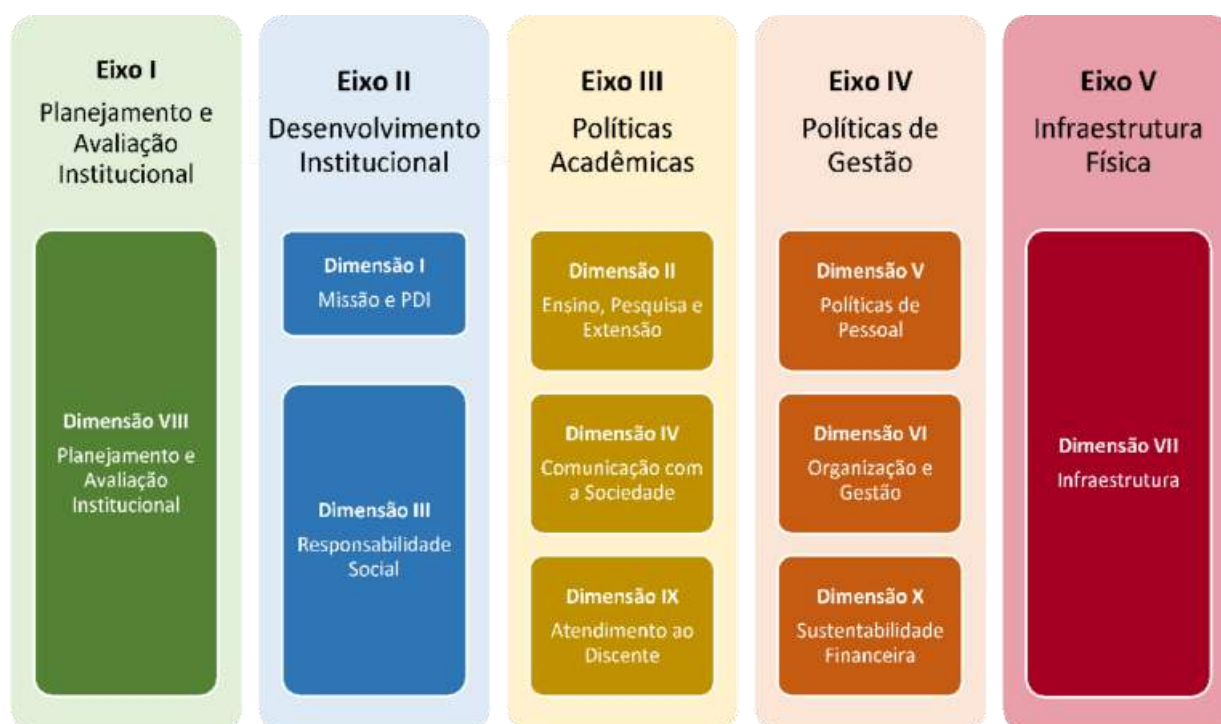 Eixo I
Planejamento e
Avaliação
Institucional
Dimensão VIII
Planejamento e
Avaliação
Institucional
Eixo II
Desenvolvimento
Institucional
Dimensão I
Missão e PDI
Dimensão III
Responsabilidade
Social
Eixo III
Políticas
Acadêmicas
Dimensão II
Ensino, Pesquisa e
Extensão
Dimensão IV
Comunicação com
a Sociedade
Dimensão IX
Atendimento ao
Discente
Eixo IV
Políticas de
Gestão
Dimensão V
Políticas de
Pessoal
Dimensão VI
Organização e
Gestão
Dimensão X
Sustentabilidade
Financeira
Eixo V
Infraestrutura
Física
Dimensão VII
Infraestrutura